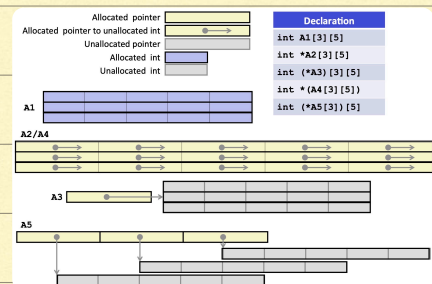 Allocated pointer
Allocated pointer to unallocated int
Unallocated pointer
Allocated int
Unallocated int
Declaration
int A1[3][5]
int *A2[3][5]
int (*A3)[3][5]
int *(A4[3][5])
int (*A5[3])[5]
A1
A2/A4
A3
A5